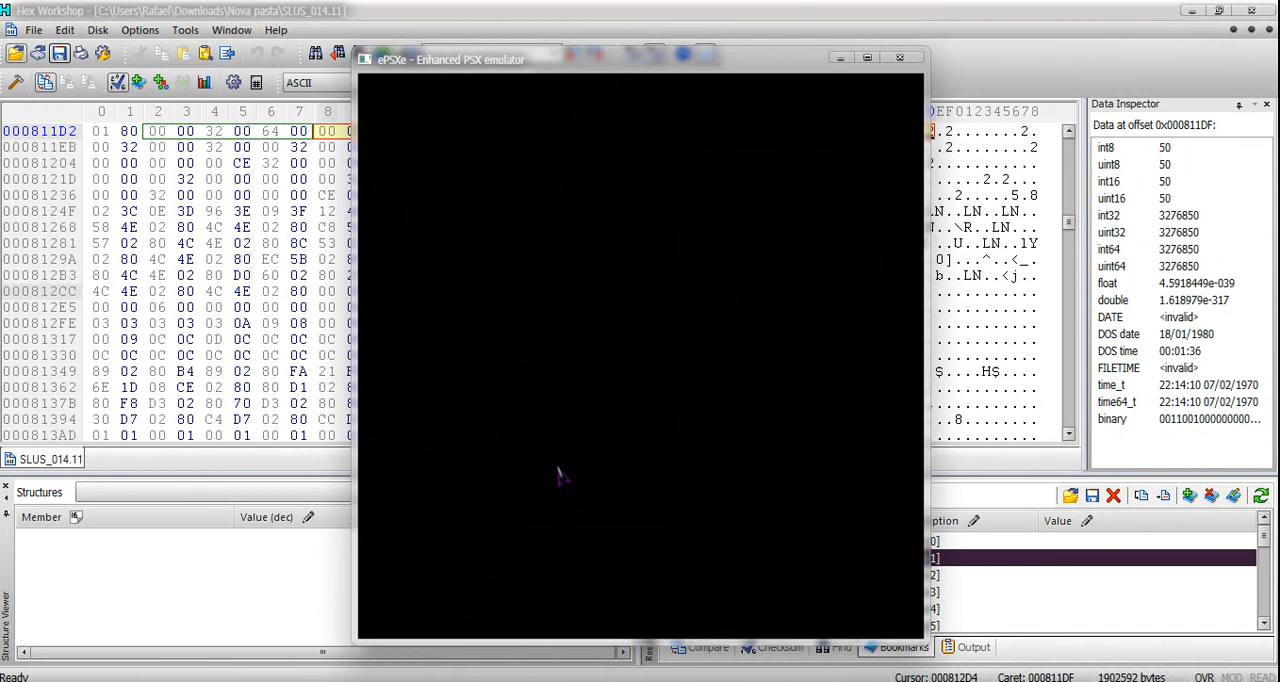 Hex Workshop - [C:\Users\Rafael\Downloads\Nova pasta\SLUS_014.11]
File Edit Disk Options Tools Window Help
ePSXe - Enhanced PSX emulator
ASCII
0 1 2 3 4 5 6 7 8
DEF012345678
Data Inspector
Data at offset 0x000811DF:
000811D2 01 80 00 00 32 00 64 00 00
000811EB 00 32 00 00 32 00 00 32 00
00081204 00 00 00 00 00 CE 32 00 00
0008121D 00 00 00 32 00 00 00 00
00081236 00 00 32 00 00 00 00 00 CE
0008124F 02 3C 0E 3D 96 3E 09 3F 12
00081268 58 4E 02 80 4C 4E 02 80 C8
00081281 57 02 80 4C 4E 02 80 8C 53
0008129A 02 80 4C 4E 02 80 EC 5B 02
000812B3 80 4C 4E 02 80 D0 60 02 80
000812CC 4C 4E 02 80 4C 4E 02 80
000812E5 00 00 06 00 00 00 00 00 00
000812FE 03 03 03 03 03 0A 09 08 00
00081317 00 09 0C 0C 0D 0C 0C 0C
00081330 0C 0C 0C 0C 0C 0C 0C 0C
00081349 89 02 80 B4 89 02 80 FA 21
00081362 6E 1D 08 CE 02 80 80 D1 02
0008137B 80 F8 D3 02 80 70 D3 02 80
00081394 30 D7 02 80 C4 D7 02 80 CC
000813AD 01 01 00 01 00 01 00 01
int8 50
uint8 50
int16 50
uint16 50
int32 3276850
uint32 3276850
int64 3276850
uint64 3276850
float 4.5918449e-039
double 1.618979e-317
DATE <invalid>
DOS date 18/01/1980
DOS time 00:01:36
FILETIME <invalid>
time_t 22:14:10 07/02/1970
time64_t 22:14:10 07/02/1970
binary 0011001000000000...
SLUS_014.11
Structures
Member Value (dec)
Structure Viewer
ption Value
0]
1]
2]
3]
4]
5]
Compare Checksum Find Bookmarks Output
Ready
Cursor: 000812D4 Caret: 000811DF 1902592 bytes OVR MOD READ